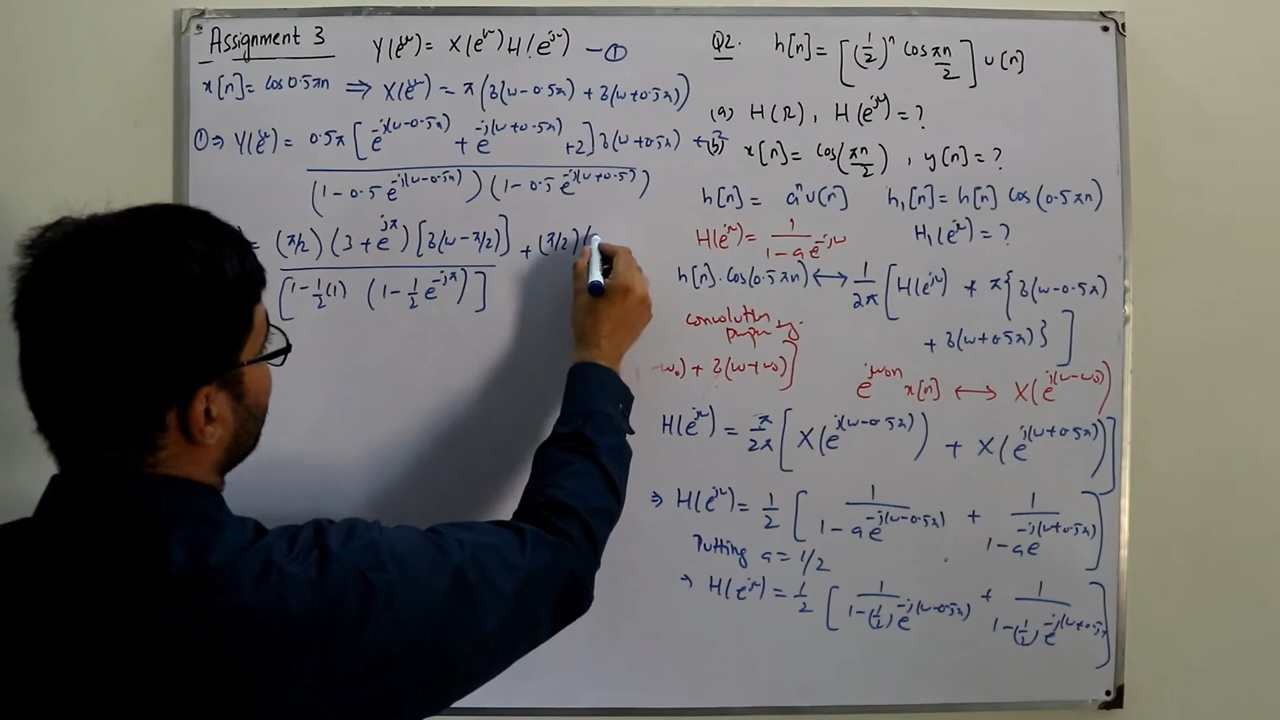 Assignment 3 Y(e^jω) = X(e^jω) H(e^jω) —①
x[n] = cos 0.5πn ⇒ X(e^jω) = π(δ(ω-0.5π) + δ(ω+0.5π))
①⇒ Y(e^jω) = 0.5π [e^-j(ω-0.5π) + e^-j(ω+0.5π) + 2] δ(ω+0.5π) +
(1 - 0.5 e^-j(ω-0.5π)) (1 - 0.5 e^-j(ω+0.5π))
= (π/2) (3 + e^jπ) [δ(ω-π/2)] + (π/2) (
[1 - 1/2(1) (1 - 1/2 e^-jπ)]
Q2. h[n] = [(1/2)^n cos πn/2] u(n)
(a) H(Ω), H(e^jω) = ?
(b) x[n] = cos(πn/2), y[n] = ?
h[n] = a^n u[n] h₁[n] = h[n] cos(0.5πn)
H(e^jω) = 1/(1 - a e^-jω) H₁(e^jω) = ?
h[n]. cos(0.5πn) ↔ 1/2π [H(e^jω) * π{δ(ω-0.5π)
+ δ(ω+0.5π)}]
convolution
-ω₀) + δ(ω+ω₀)]
e^jω₀n x[n] ↔ X(e^j(ω-ω₀))
H(e^jω) = π/2π [X(e^j(ω-0.5π)) + X(e^j(ω+0.5π))]
⇒ H(e^jω) = 1/2 [1/(1 - a e^-j(ω-0.5π)) + 1/(1 - a e^-j(ω+0.5π))]
Putting a = 1/2
⇒ H(e^jω) = 1/2 [1/(1-(1/2) e^-j(ω-0.5π)) + 1/(1-(1/2) e^-j(ω+0.5π))]